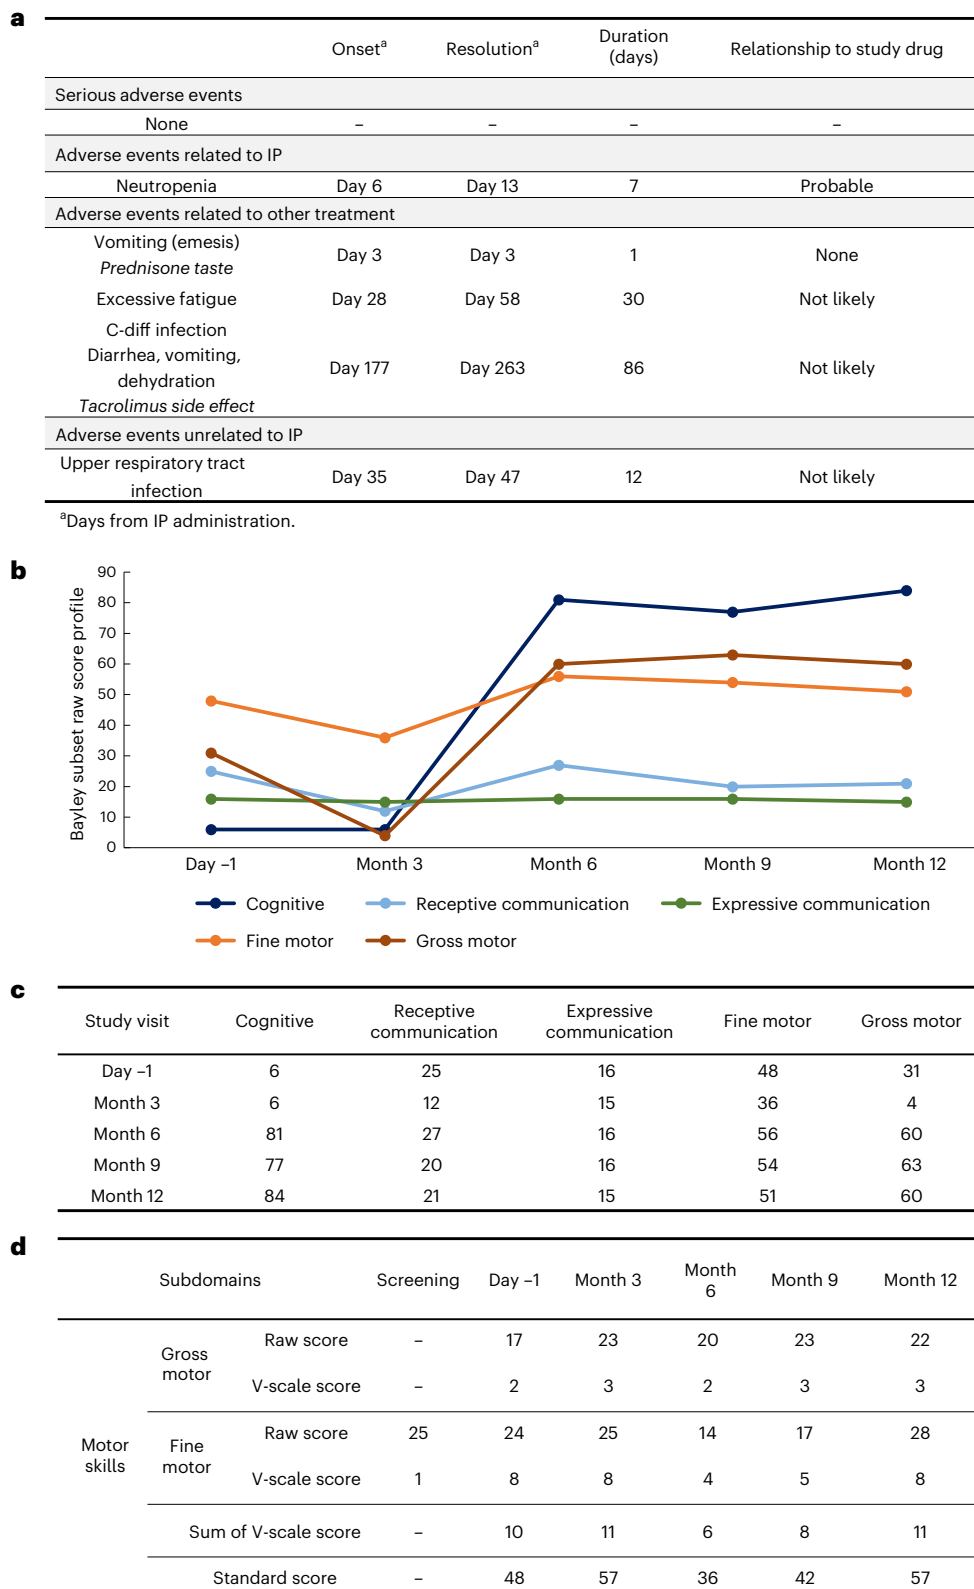 a
Onsetª Resolutionª Duration (days) Relationship to study drug
Serious adverse events
None – – – –
Adverse events related to IP
Neutropenia Day 6 Day 13 7 Probable
Adverse events related to other treatment
Vomiting (emesis)
Prednisone taste
Day 3 Day 3 1 None
Excessive fatigue Day 28 Day 58 30 Not likely
C-diff infection
Diarrhea, vomiting,
dehydration
Tacrolimus side effect
Day 177 Day 263 86 Not likely
Adverse events unrelated to IP
Upper respiratory tract
infection
Day 35 Day 47 12 Not likely
ªDays from IP administration.
b
Bayley subset raw score profile
90
80
70
60
50
40
30
20
10
0
Day –1 Month 3 Month 6 Month 9 Month 12
Cognitive Receptive communication Expressive communication
Fine motor Gross motor
c
Study visit Cognitive Receptive communication Expressive communication Fine motor Gross motor
Day –1 6 25 16 48 31
Month 3 6 12 15 36 4
Month 6 81 27 16 56 60
Month 9 77 20 16 54 63
Month 12 84 21 15 51 60
d
Subdomains Screening Day –1 Month 3 Month 6 Month 9 Month 12
Motor skills
Gross motor
Raw score – 17 23 20 23 22
V-scale score – 2 3 2 3 3
Fine motor
Raw score 25 24 25 14 17 28
V-scale score 1 8 8 4 5 8
Sum of V-scale score – 10 11 6 8 11
Standard score – 48 57 36 42 57